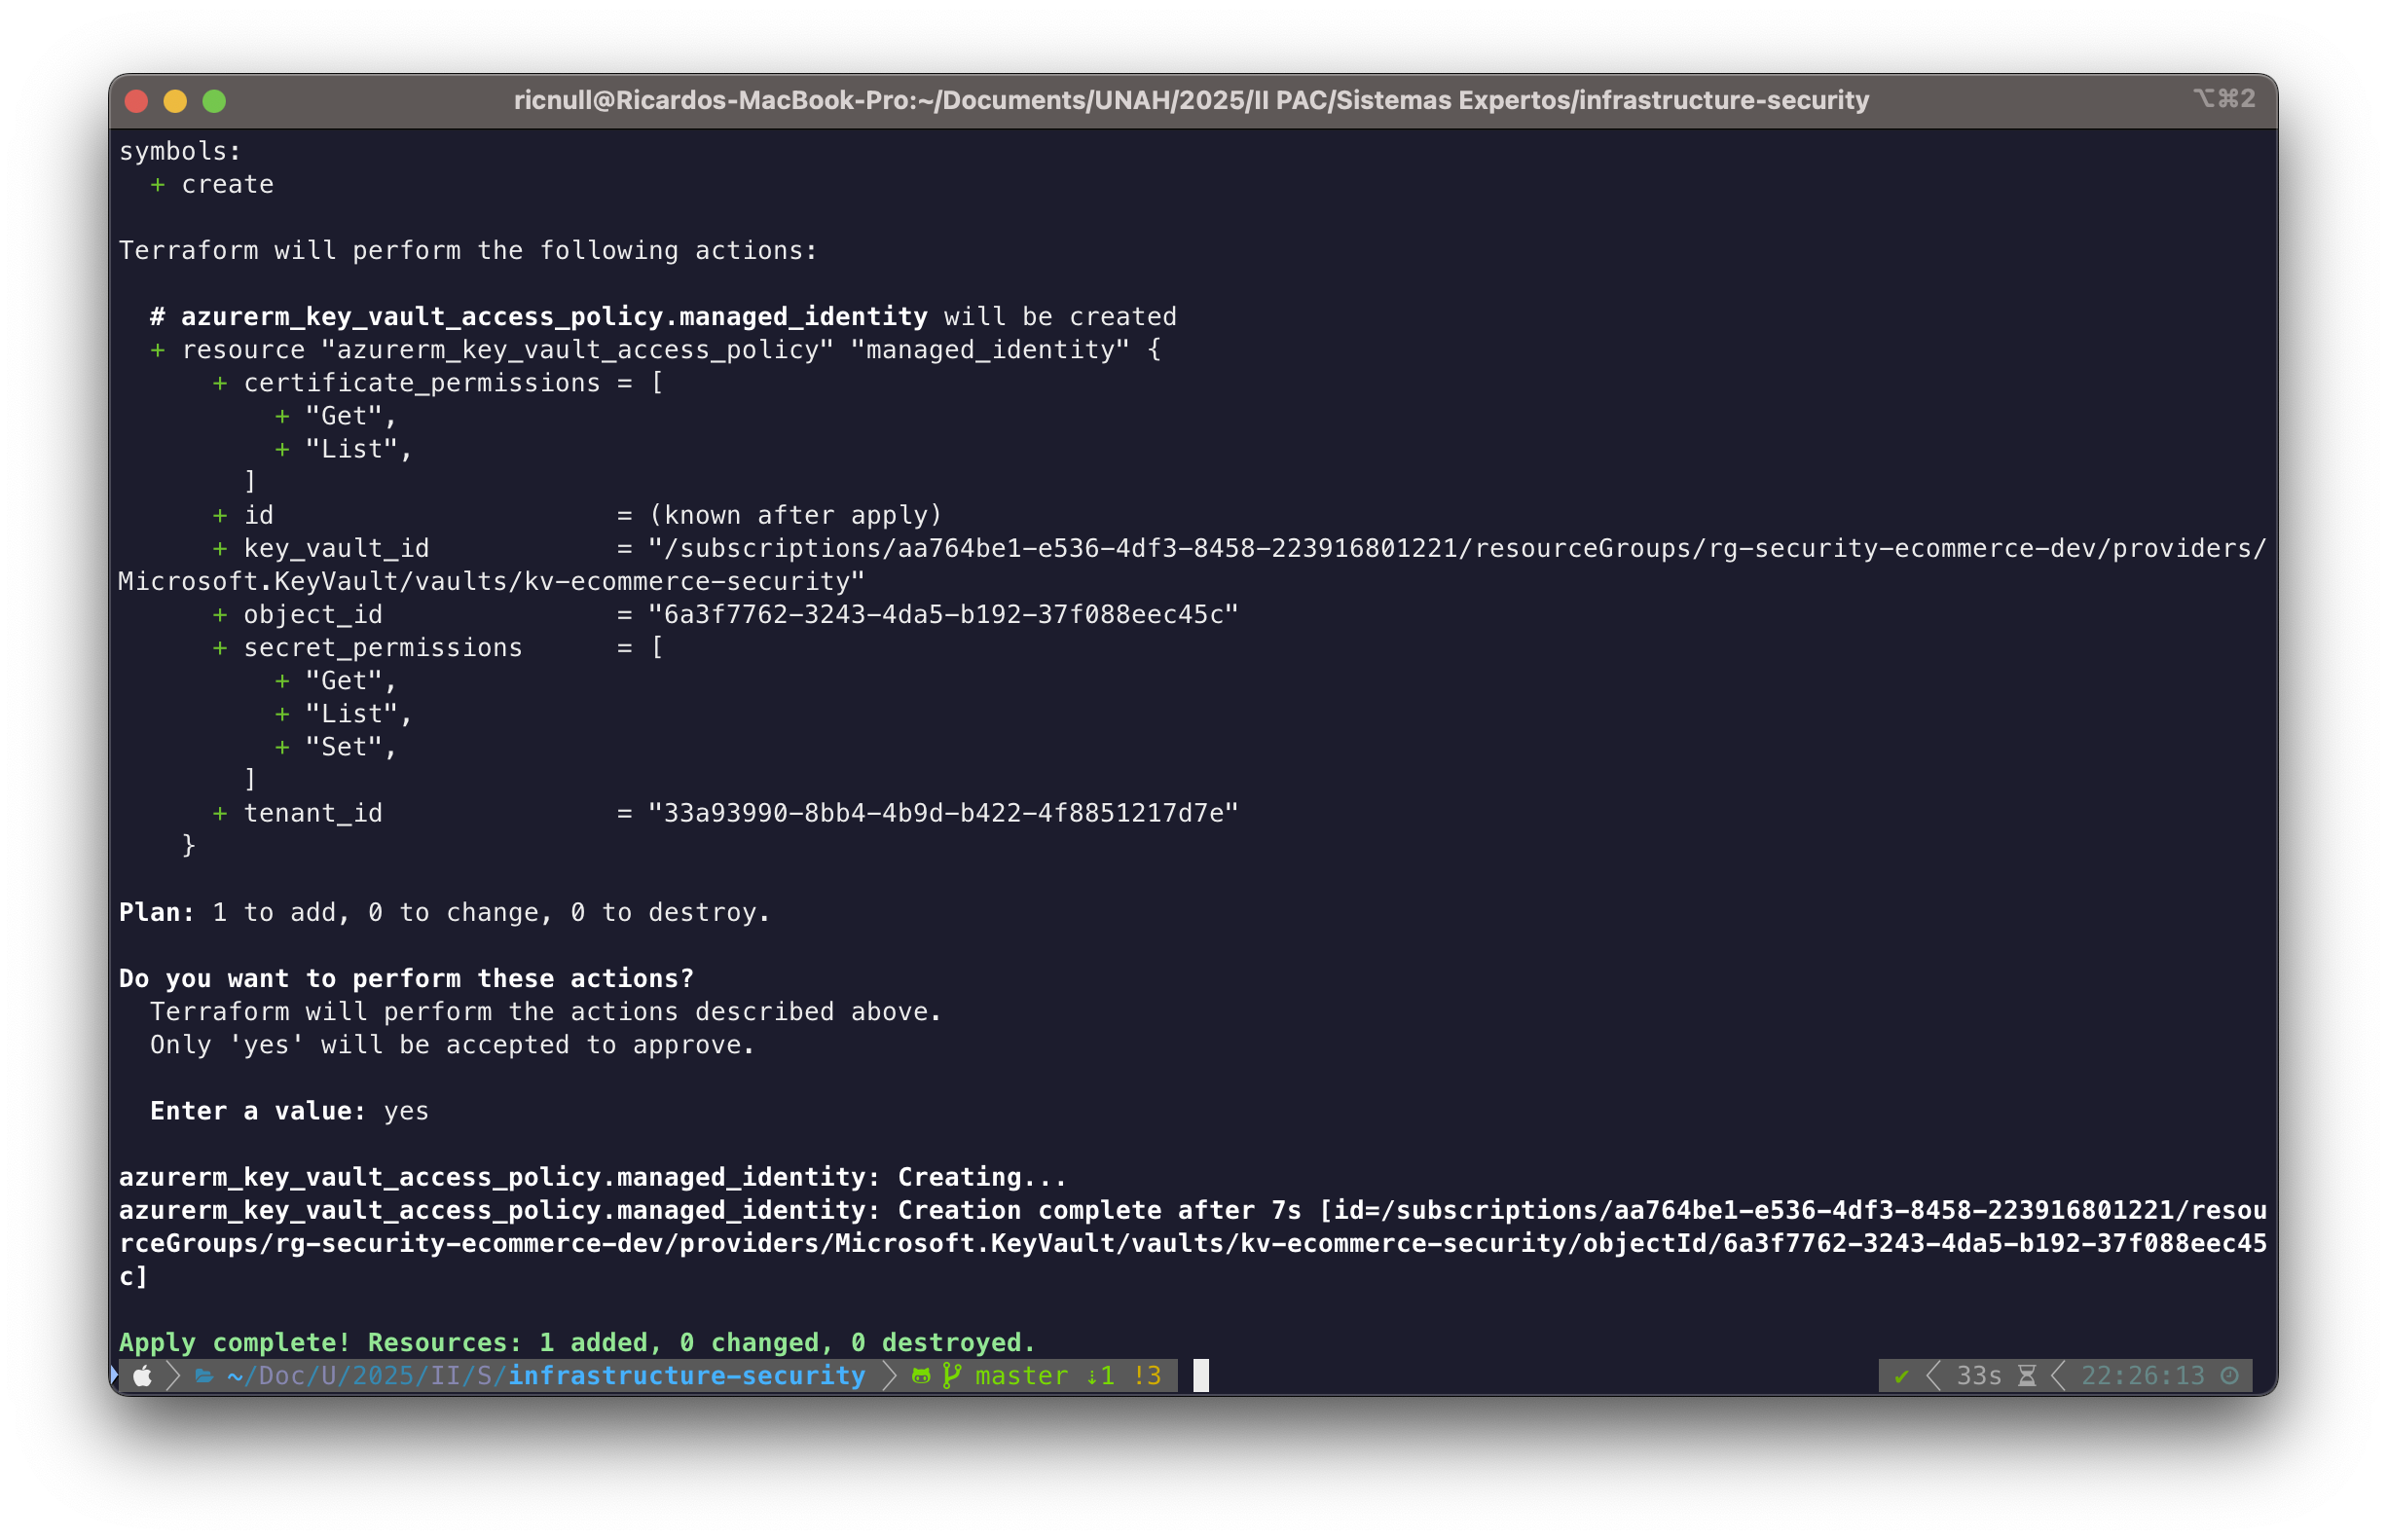 ricnull@Ricardos-MacBook-Pro:~/Documents/UNAH/2025/II PAC/Sistemas Expertos/infrastructure-security
⌥⌘2
symbols:
  + create

Terraform will perform the following actions:

  # azurerm_key_vault_access_policy.managed_identity will be created
  + resource "azurerm_key_vault_access_policy" "managed_identity" {
      + certificate_permissions = [
          + "Get",
          + "List",
        ]
      + id                      = (known after apply)
      + key_vault_id            = "/subscriptions/aa764be1-e536-4df3-8458-223916801221/resourceGroups/rg-security-ecommerce-dev/providers/
Microsoft.KeyVault/vaults/kv-ecommerce-security"
      + object_id               = "6a3f7762-3243-4da5-b192-37f088eec45c"
      + secret_permissions      = [
          + "Get",
          + "List",
          + "Set",
        ]
      + tenant_id               = "33a93990-8bb4-4b9d-b422-4f8851217d7e"
    }

Plan: 1 to add, 0 to change, 0 to destroy.

Do you want to perform these actions?
  Terraform will perform the actions described above.
  Only 'yes' will be accepted to approve.

  Enter a value: yes

azurerm_key_vault_access_policy.managed_identity: Creating...
azurerm_key_vault_access_policy.managed_identity: Creation complete after 7s [id=/subscriptions/aa764be1-e536-4df3-8458-223916801221/resou
rceGroups/rg-security-ecommerce-dev/providers/Microsoft.KeyVault/vaults/kv-ecommerce-security/objectId/6a3f7762-3243-4da5-b192-37f088eec45
c]

Apply complete! Resources: 1 added, 0 changed, 0 destroyed.
~/Doc/U/2025/II/S/infrastructure-security master ⇣1 !3 ✔ 33s 22:26:13